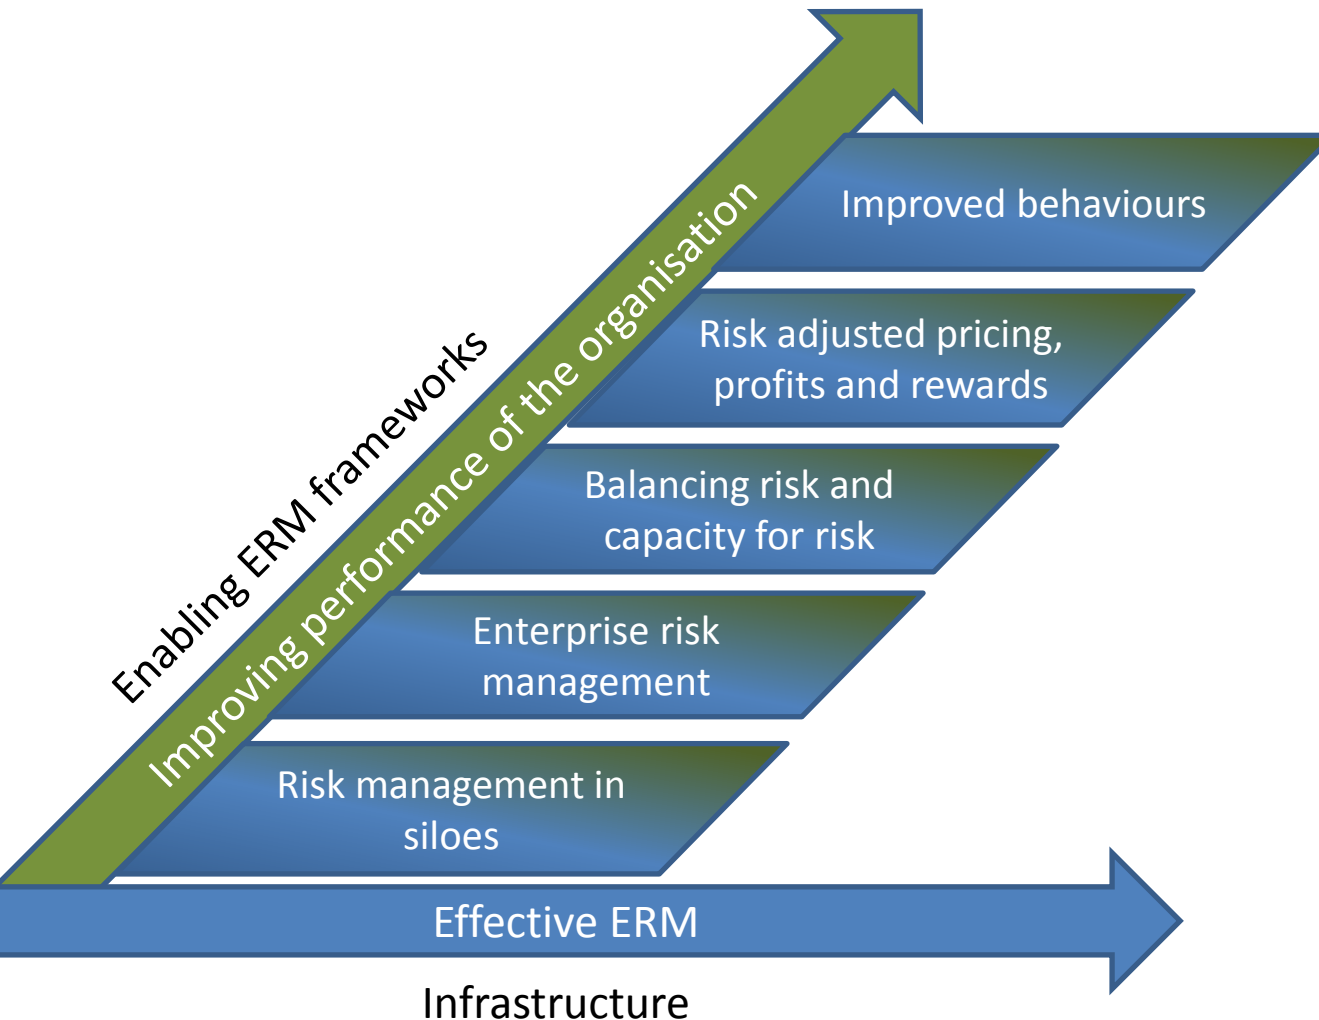 Improved behaviours
Risk adjusted pricing,
profits and rewards
Balancing risk and
capacity for risk
Enterprise risk
management
Risk management in
siloes
Enabling ERM frameworks
Improving performance of the organisation
Effective ERM
Infrastructure